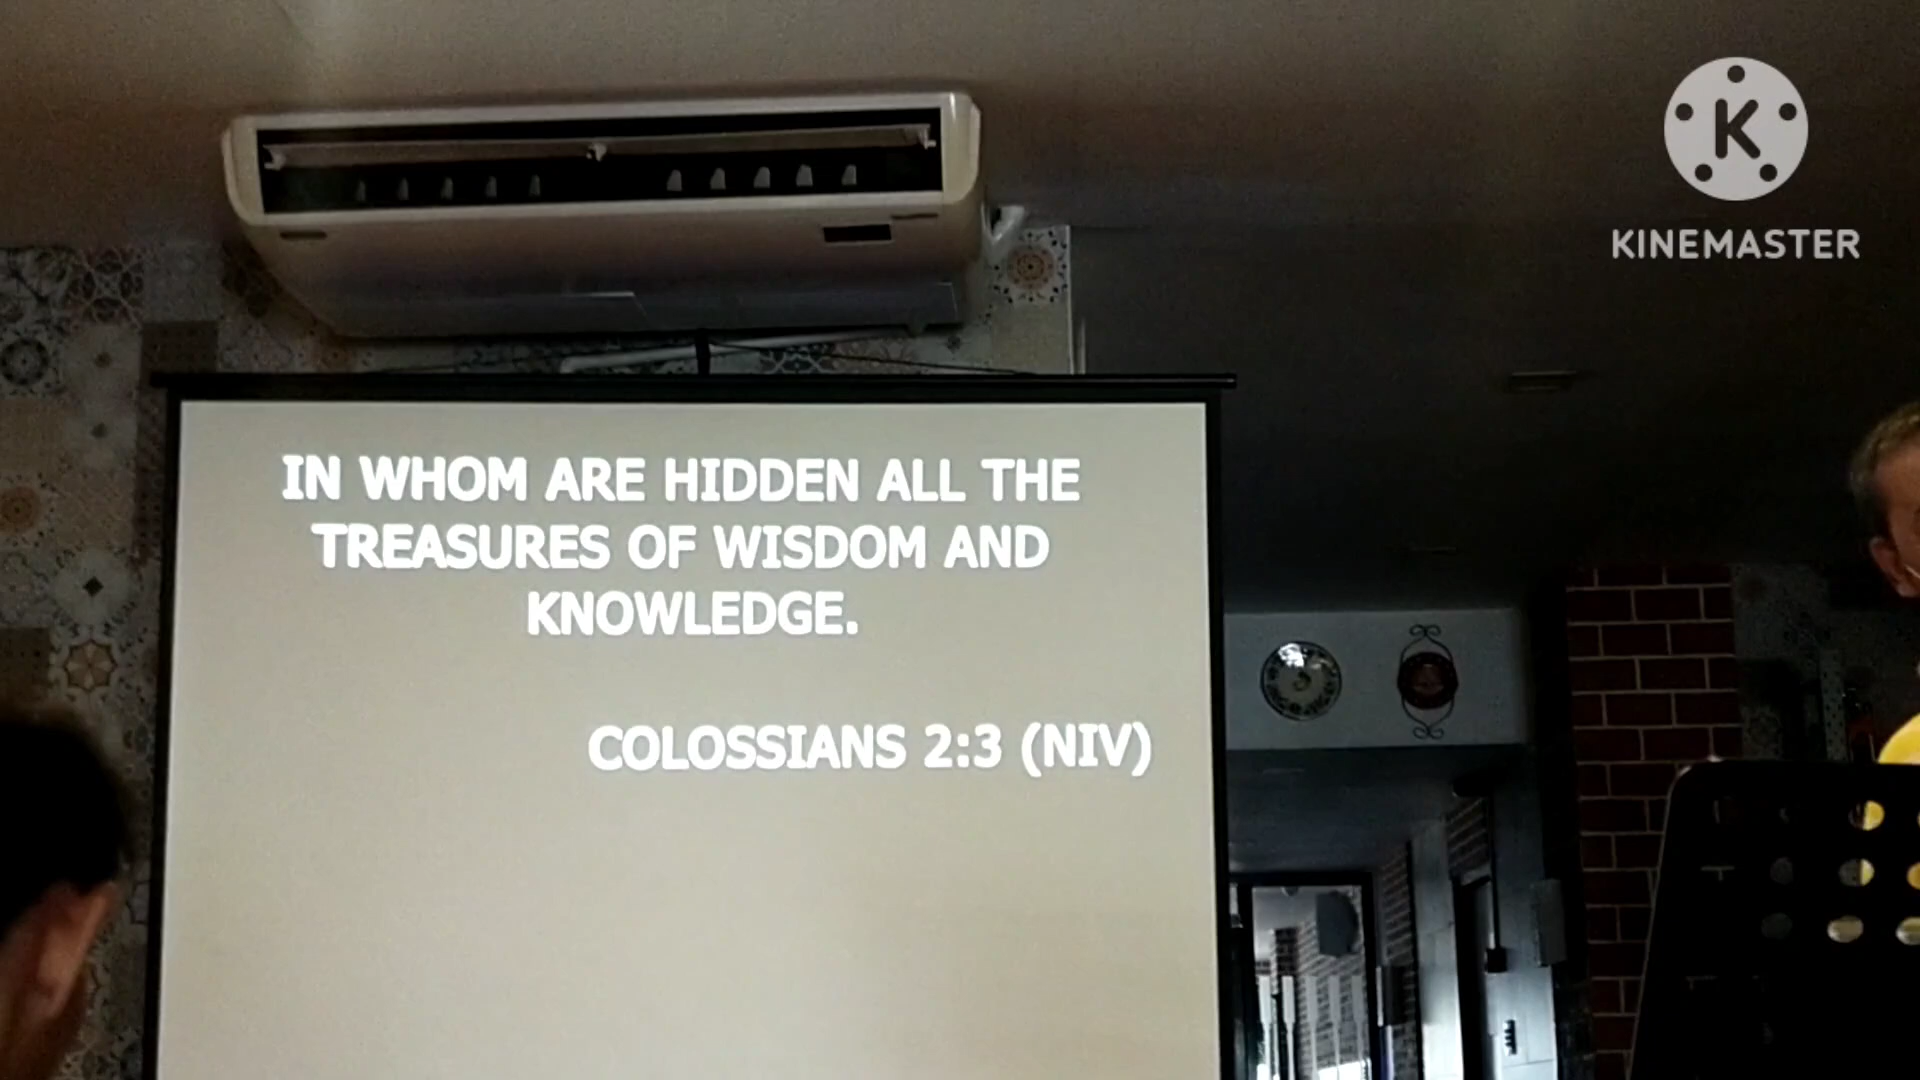 K
KINEMASTER
IN WHOM ARE HIDDEN ALL THE
TREASURES OF WISDOM AND
KNOWLEDGE.
COLOSSIANS 2:3 (NIV)